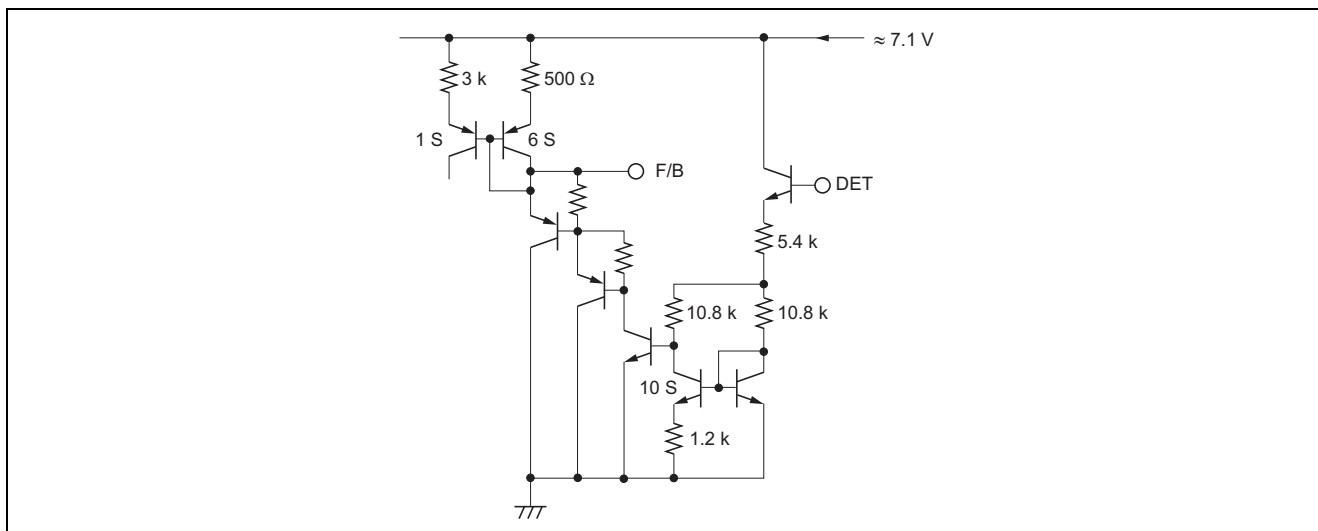 ≈ 7.1 V
3 k
500 Ω
1 S
6 S
F/B
DET
5.4 k
10.8 k
10.8 k
10 S
1.2 k